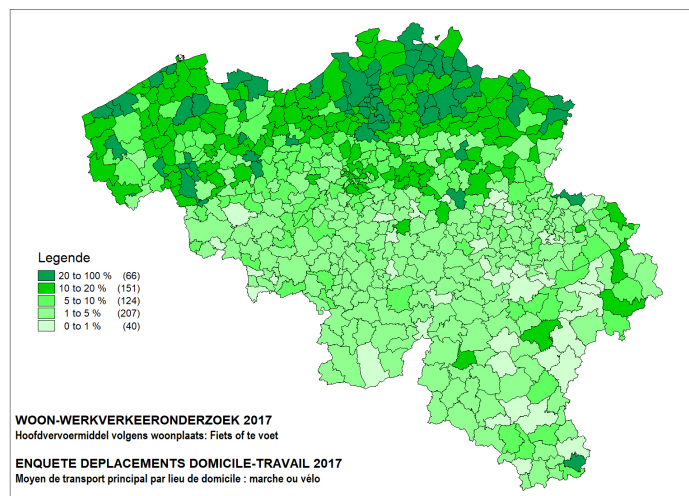 Legende
20 to 100 % (66)
10 to 20 % (151)
5 to 10 % (124)
1 to 5 % (207)
0 to 1 % (40)
WOON-WERKVERKEERONDERZOEK 2017
Hoofdvervoermiddel volgens woonplaats: Fiets of te voet
ENQUETE DEPLACEMENTS DOMICILE-TRAVAIL 2017
Moyen de transport principal par lieu de domicile : marche ou vélo